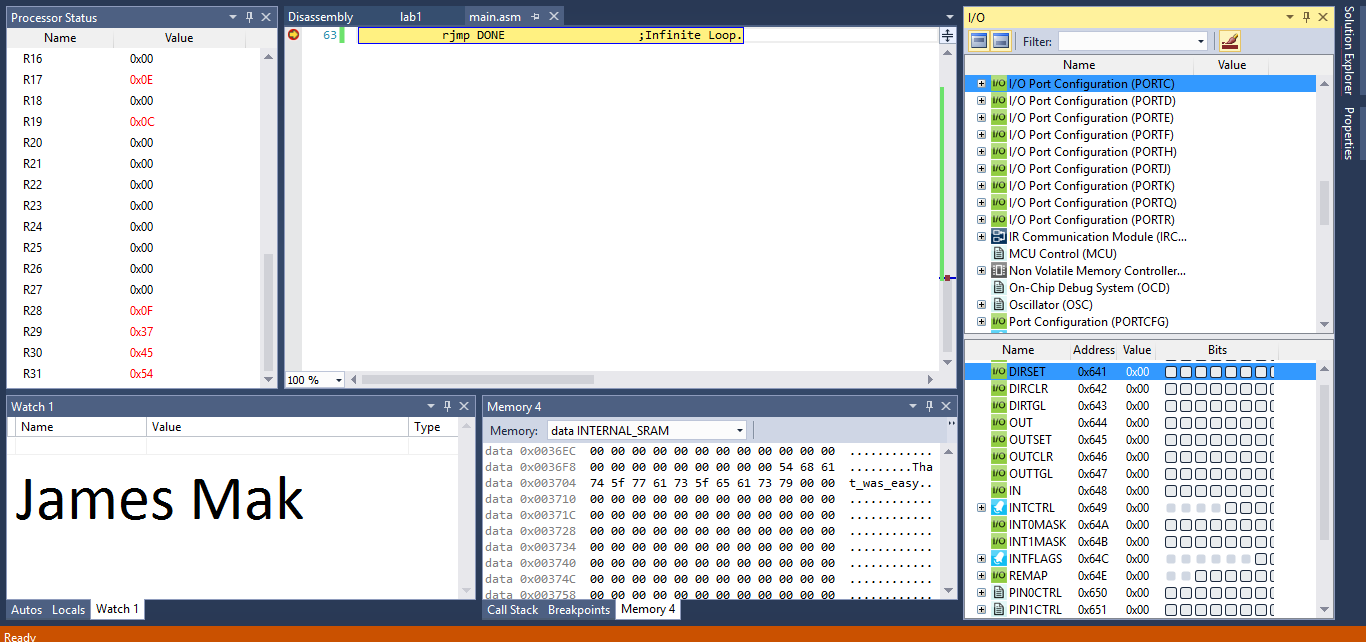 Processor Status
Name Value
R16 0x00
R17 0x0E
R18 0x00
R19 0x0C
R20 0x00
R21 0x00
R22 0x00
R23 0x00
R24 0x00
R25 0x00
R26 0x00
R27 0x00
R28 0x0F
R29 0x37
R30 0x45
R31 0x54
Disassembly lab1 main.asm
63 rjmp DONE ;Infinite Loop.
100 %
I/O
Filter:
Name Value
I/O I/O Port Configuration (PORTC)
I/O I/O Port Configuration (PORTD)
I/O I/O Port Configuration (PORTE)
I/O I/O Port Configuration (PORTF)
I/O I/O Port Configuration (PORTH)
I/O I/O Port Configuration (PORTJ)
I/O I/O Port Configuration (PORTK)
I/O I/O Port Configuration (PORTQ)
I/O I/O Port Configuration (PORTR)
IR Communication Module (IRC...
MCU Control (MCU)
Non Volatile Memory Controller...
On-Chip Debug System (OCD)
Oscillator (OSC)
I/O Port Configuration (PORTCFG)
Name Address Value Bits
I/O DIRSET 0x641 0x00
I/O DIRCLR 0x642 0x00
I/O DIRTGL 0x643 0x00
I/O OUT 0x644 0x00
I/O OUTSET 0x645 0x00
I/O OUTCLR 0x646 0x00
I/O OUTTGL 0x647 0x00
I/O IN 0x648 0x00
INTCTRL 0x649 0x00
I/O INT0MASK 0x64A 0x00
I/O INT1MASK 0x64B 0x00
INTFLAGS 0x64C 0x00
I/O REMAP 0x64E 0x00
PIN0CTRL 0x650 0x00
PIN1CTRL 0x651 0x00
Solution Explorer
Properties
Watch 1
Name Value Type
James Mak
Autos Locals Watch 1
Memory 4
Memory: data INTERNAL_SRAM
data 0x0036EC 00 00 00 00 00 00 00 00 00 00 00 00 ............
data 0x0036F8 00 00 00 00 00 00 00 00 00 54 68 61 .........Tha
data 0x003704 74 5f 77 61 73 5f 65 61 73 79 00 00 t_was_easy..
data 0x003710 00 00 00 00 00 00 00 00 00 00 00 00 ............
data 0x00371C 00 00 00 00 00 00 00 00 00 00 00 00 ............
data 0x003728 00 00 00 00 00 00 00 00 00 00 00 00 ............
data 0x003734 00 00 00 00 00 00 00 00 00 00 00 00 ............
data 0x003740 00 00 00 00 00 00 00 00 00 00 00 00 ............
data 0x00374C 00 00 00 00 00 00 00 00 00 00 00 00 ............
data 0x003758 00 00 00 00 00 00 00 00 00 00 00 00 ............
Call Stack Breakpoints Memory 4
Ready